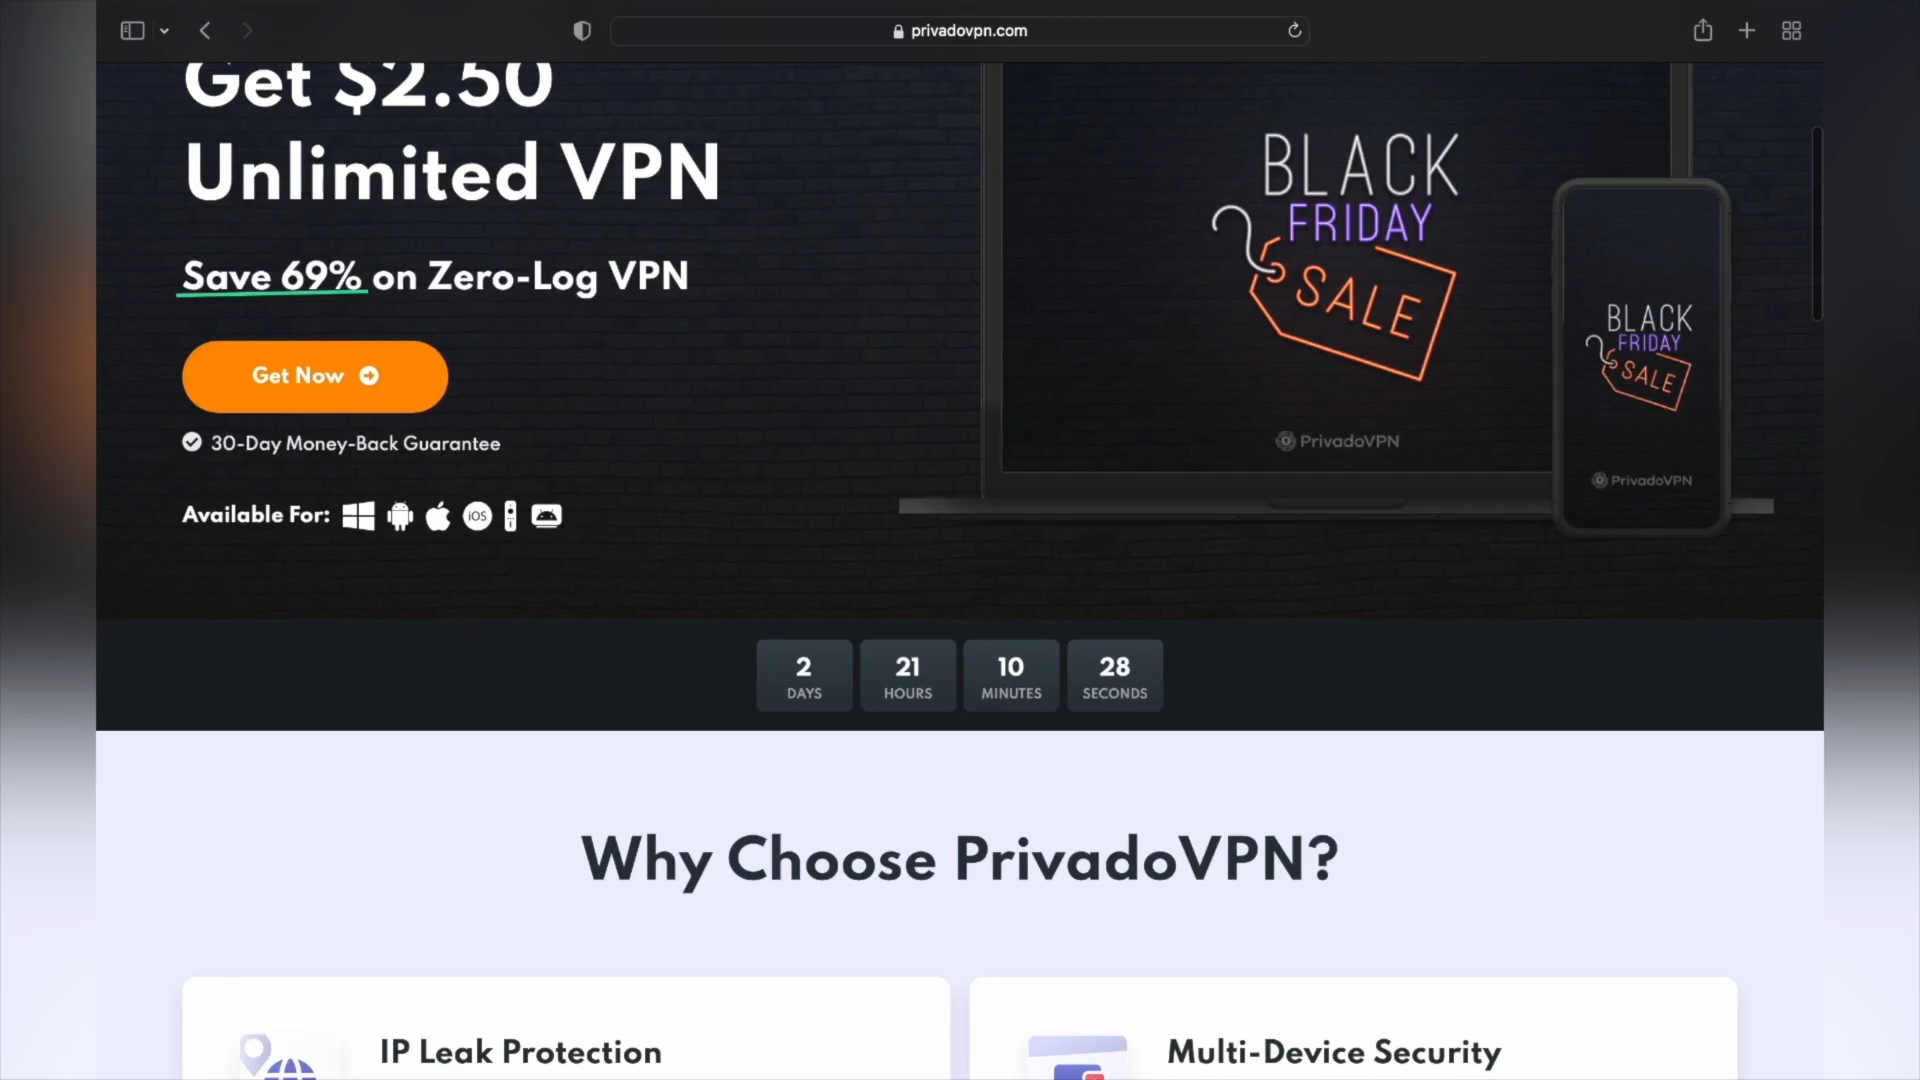 privadovpn.com
Get $2.50
Unlimited VPN
Save 69% on Zero-Log VPN
Get Now
30-Day Money-Back Guarantee
Available For:
iOS
BLACK
FRIDAY
SALE
PrivadoVPN
BLACK
FRIDAY
SALE
PrivadoVPN
2
DAYS
21
HOURS
10
MINUTES
28
SECONDS
Why Choose PrivadoVPN?
IP Leak Protection
Multi-Device Security